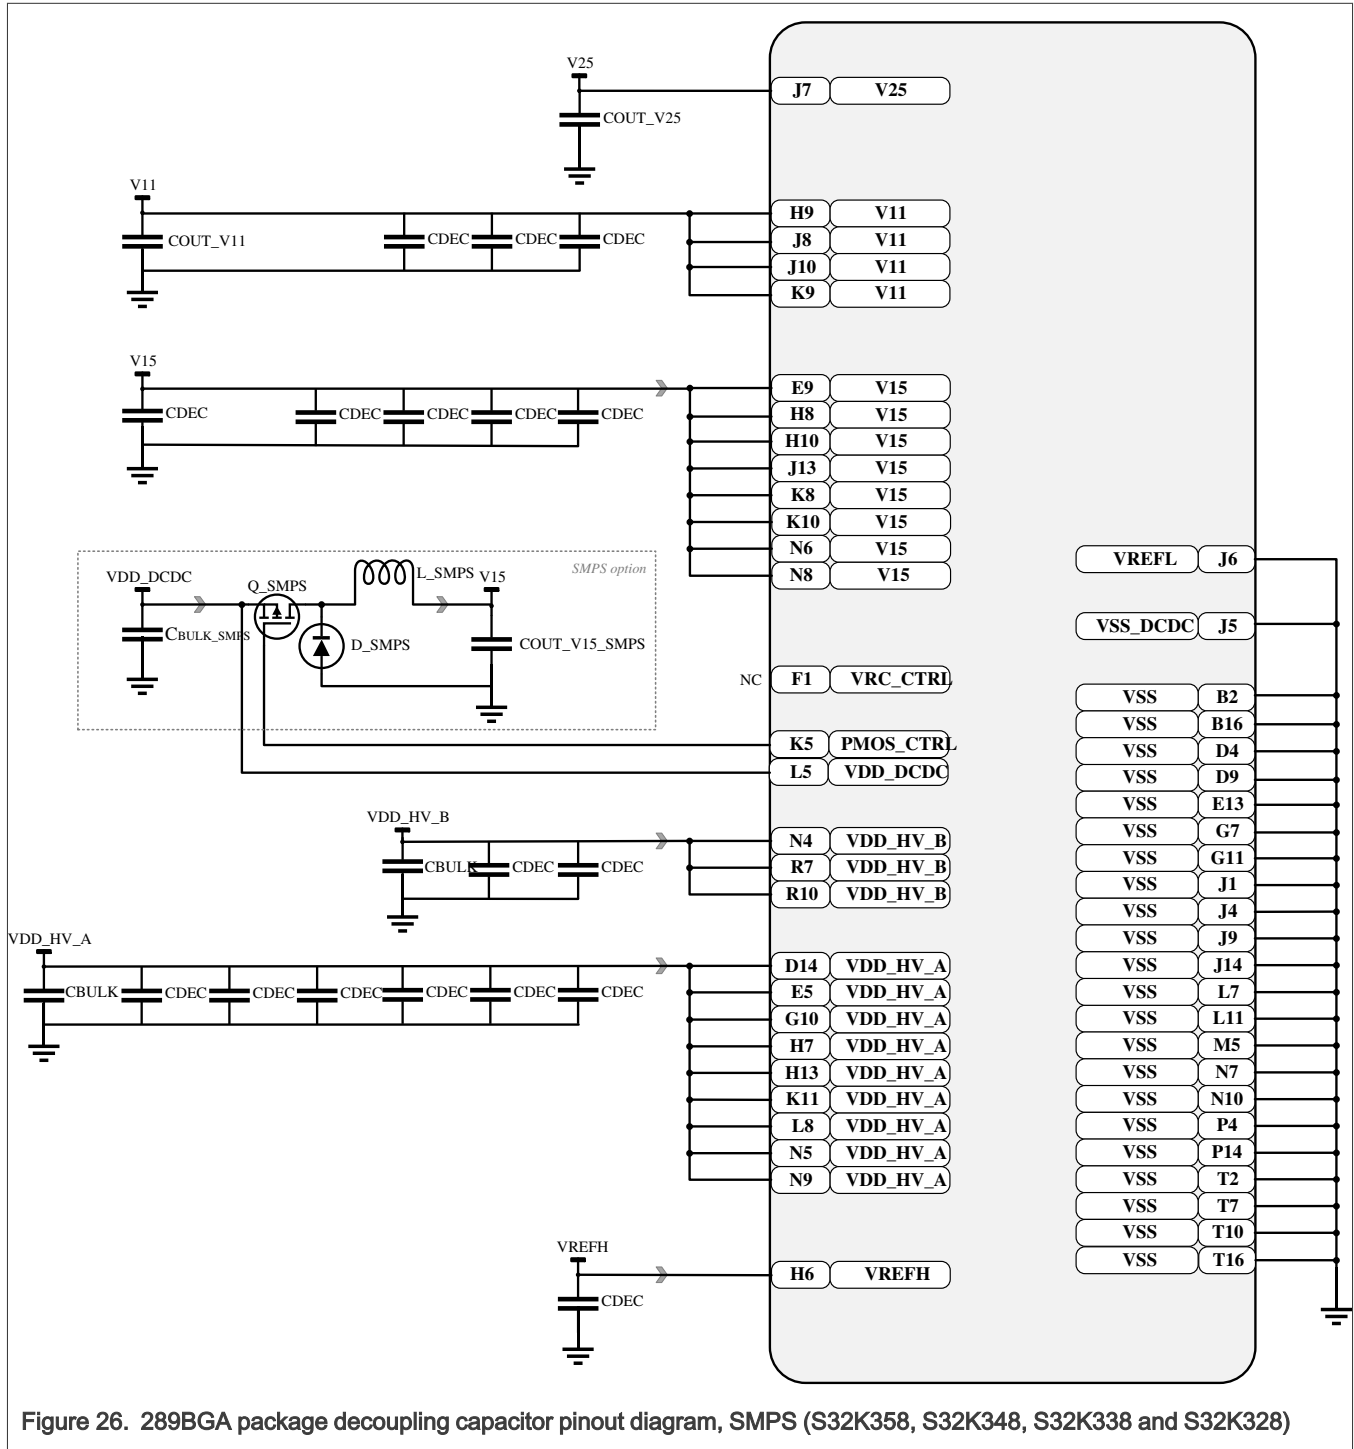 V25
J7 V25
COUT_V25
V11
H9 V11
COUT_V11 CDEC CDEC CDEC
J8 V11
J10 V11
K9 V11
V15
E9 V15
CDEC CDEC CDEC CDEC CDEC
H8 V15
H10 V15
J13 V15
K8 V15
K10 V15
N6 V15
N8 V15
VREFL J6
VDD_DCDC Q_SMPS L_SMPS V15 SMPS option
CBULK_SMPS D_SMPS COUT_V15_SMPS
VSS_DCDC J5
NC F1 VRC_CTRL
VSS B2
VSS B16
K5 PMOS_CTRL
VSS D4
L5 VDD_DCDC
VSS D9
VSS E13
VDD_HV_B
N4 VDD_HV_B
VSS G7
CBULK CDEC CDEC
R7 VDD_HV_B
VSS G11
R10 VDD_HV_B
VSS J1
VSS J4
VDD_HV_A
VSS J9
D14 VDD_HV_A
VSS J14
CBULK CDEC CDEC CDEC CDEC CDEC CDEC
E5 VDD_HV_A
VSS L7
G10 VDD_HV_A
VSS L11
H7 VDD_HV_A
VSS M5
H13 VDD_HV_A
VSS N7
K11 VDD_HV_A
VSS N10
L8 VDD_HV_A
VSS P4
N5 VDD_HV_A
VSS P14
N9 VDD_HV_A
VSS T2
VSS T7
VSS T10
VREFH
VSS T16
H6 VREFH
CDEC
Figure 26. 289BGA package decoupling capacitor pinout diagram, SMPS (S32K358, S32K348, S32K338 and S32K328)